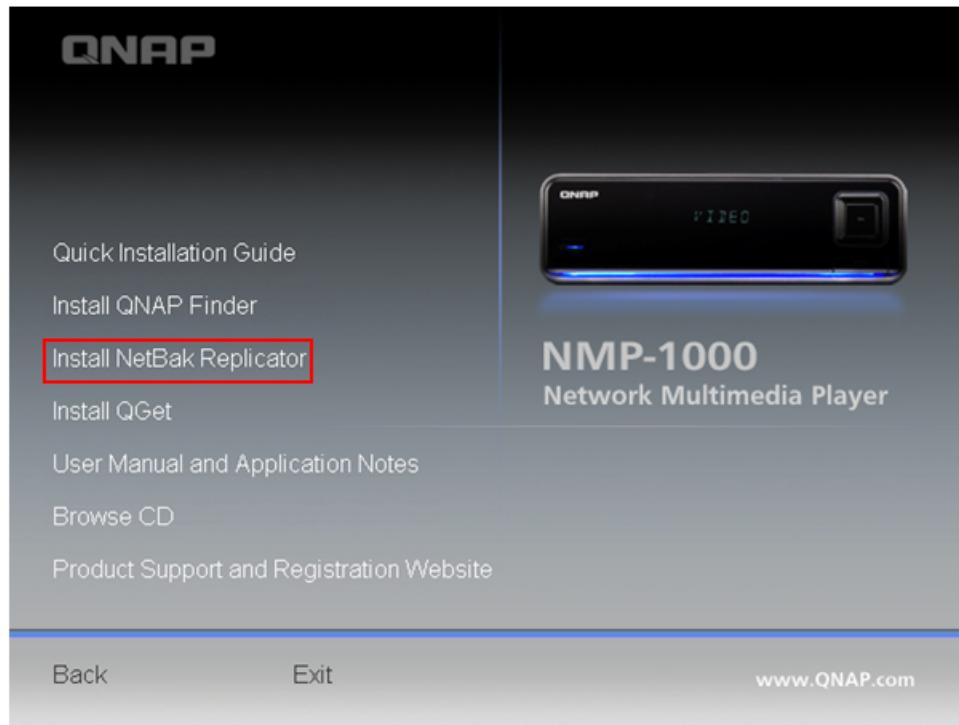 QNAP
QNAP
VIDEO
Quick Installation Guide
Install QNAP Finder
Install NetBak Replicator
Install QGet
User Manual and Application Notes
Browse CD
Product Support and Registration Website
NMP-1000
Network Multimedia Player
Back
Exit
www.QNAP.com